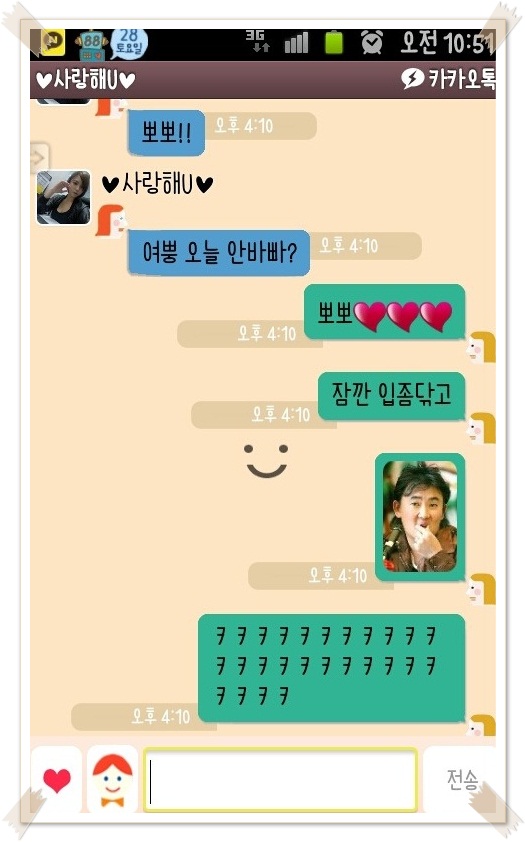 88
28
토요일
3G
오전 10:51
♥사랑해U♥
카카오톡
뽀뽀!!
오후 4:10
♥사랑해U♥
여뿡 오늘 안바빠?
오후 4:10
뽀뽀
오후 4:10
잠깐 입좀닦고
오후 4:10
오후 4:10
ㅋ ㅋ ㅋ ㅋ ㅋ ㅋ ㅋ ㅋ ㅋ ㅋ ㅋ
ㅋ ㅋ ㅋ ㅋ ㅋ ㅋ ㅋ ㅋ ㅋ ㅋ ㅋ
ㅋ ㅋ ㅋ ㅋ
오후 4:10
전송